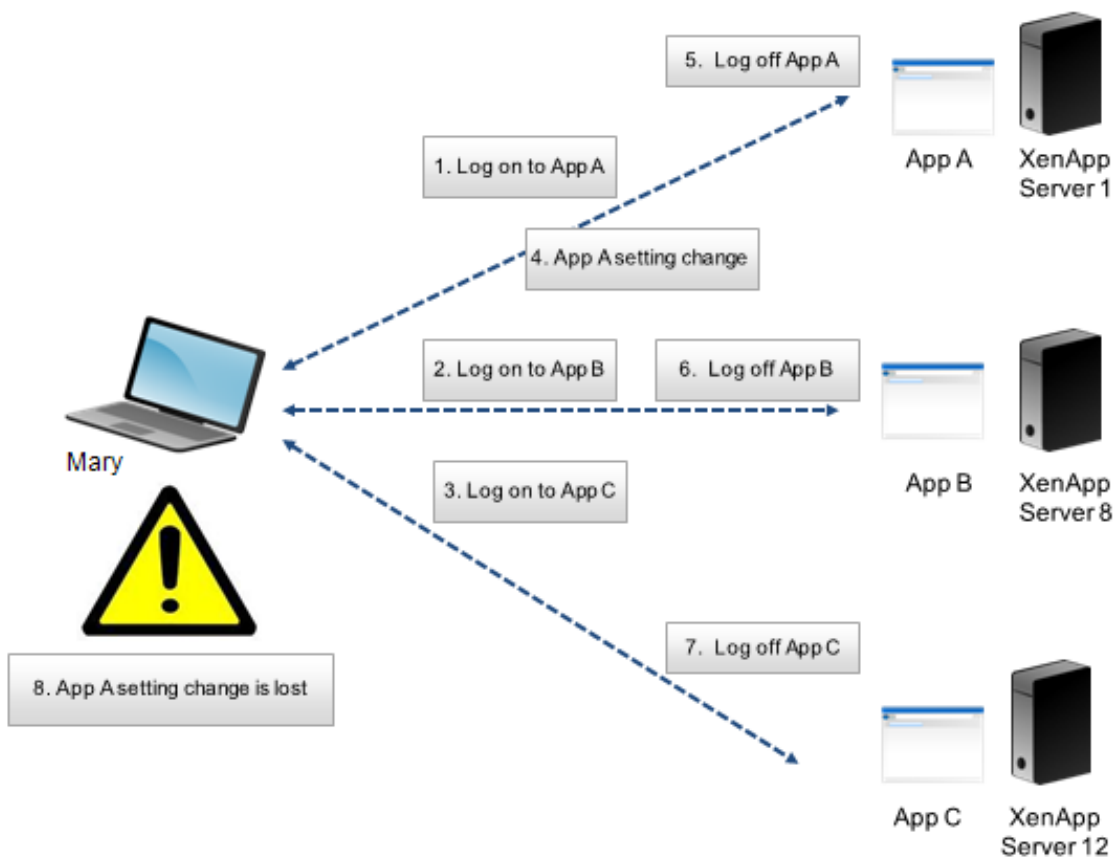 5. Log off App A
App A
XenApp
Server 1
1. Log on to App A
4. App A setting change
2. Log on to App B
6. Log off App B
Mary
App B
XenApp
Server 8
3. Log on to App C
7. Log off App C
8. App A setting change is lost
App C
XenApp
Server 12